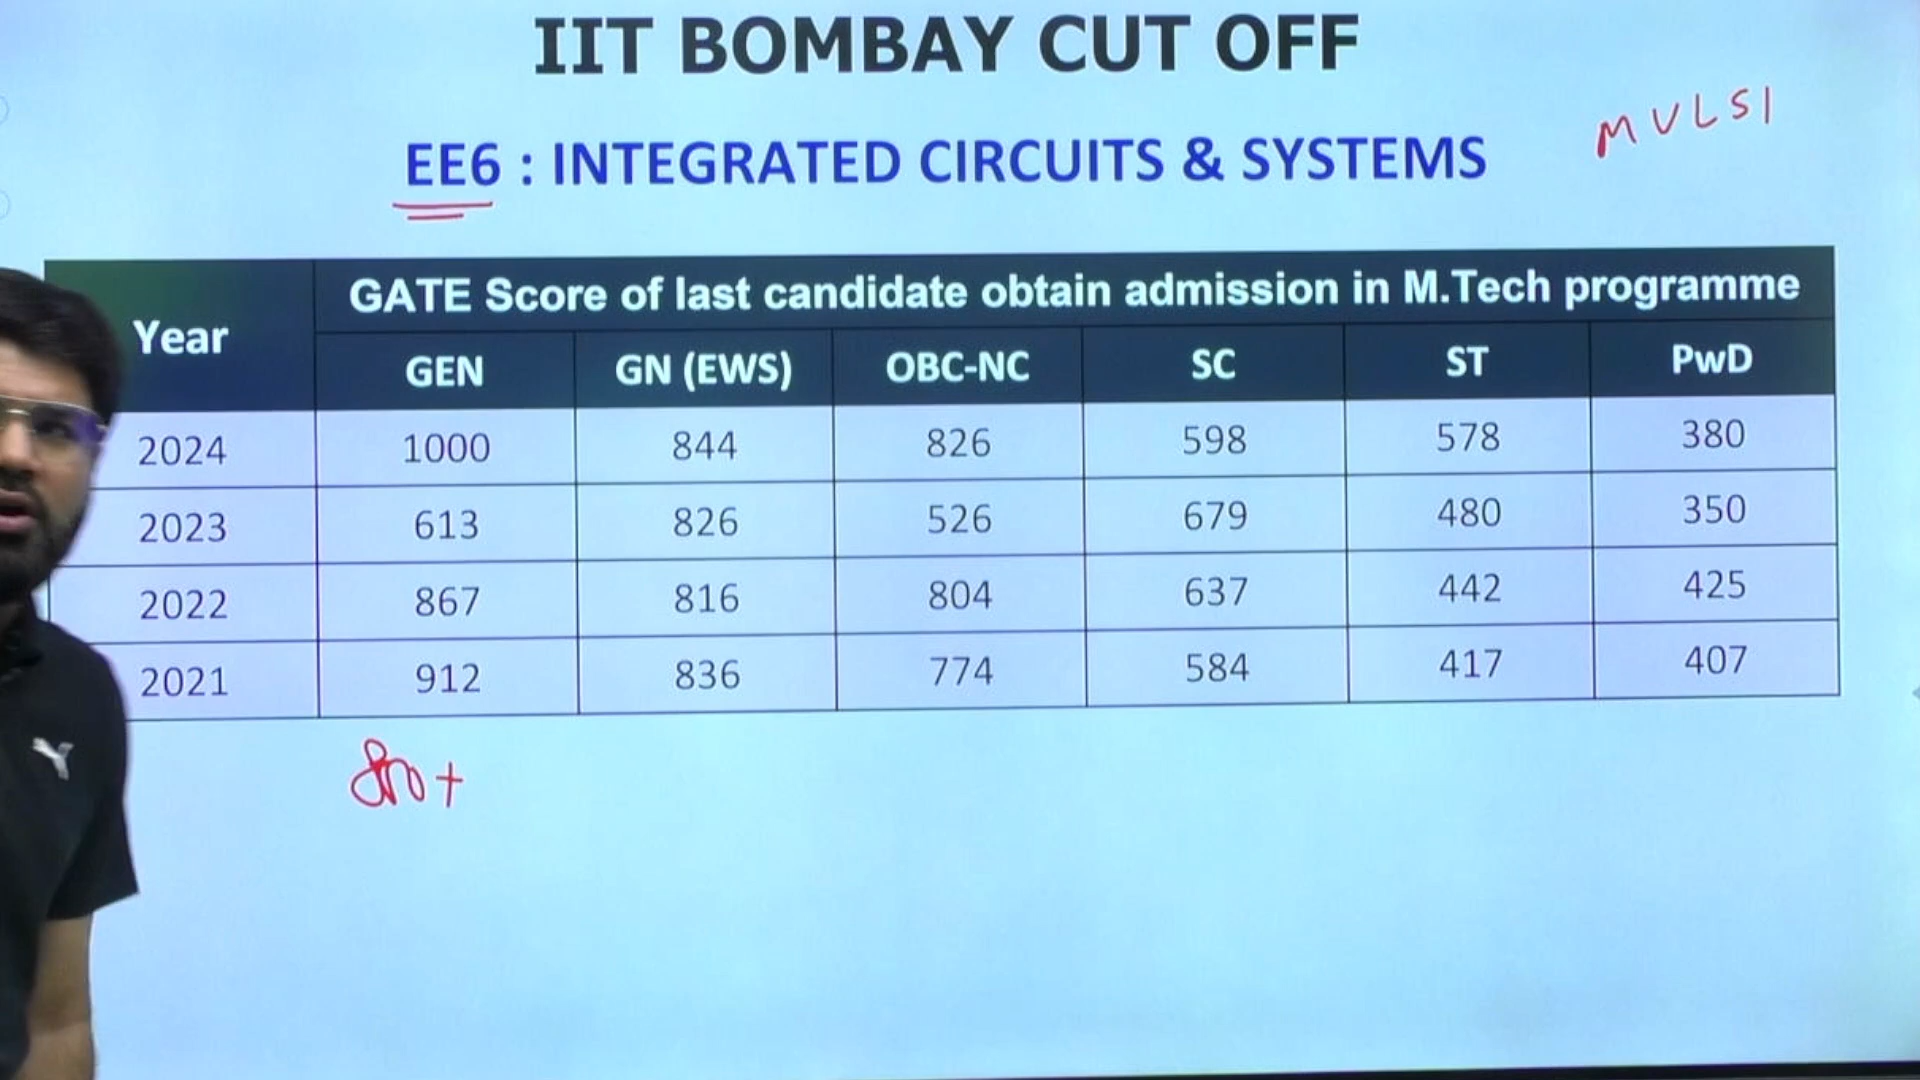 IIT BOMBAY CUT OFF
MVLSI
EE6 : INTEGRATED CIRCUITS & SYSTEMS
Year GATE Score of last candidate obtain admission in M.Tech programme
GEN GN (EWS) OBC-NC SC ST PwD
2024 1000 844 826 598 578 380
2023 613 826 526 679 480 350
2022 867 816 804 637 442 425
2021 912 836 774 584 417 407
800+